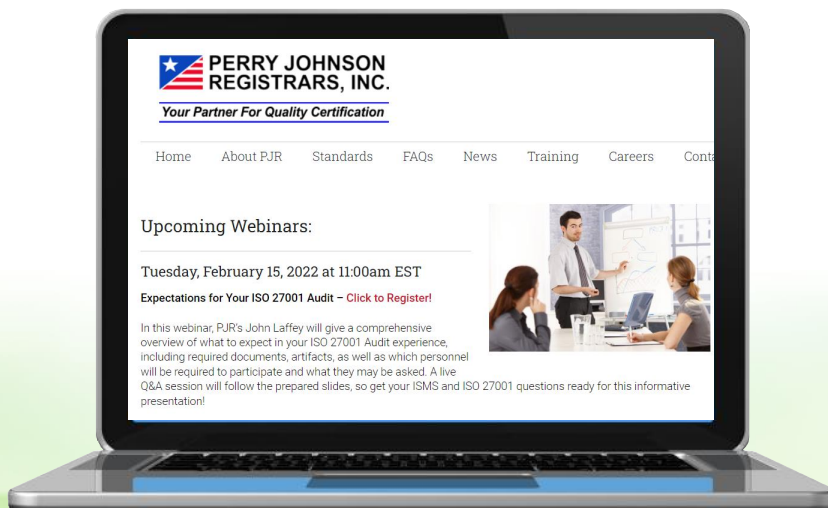 PERRY JOHNSON
REGISTRARS, INC.
Your Partner For Quality Certification
Home About PJR Standards FAQs News Training Careers Conta
Upcoming Webinars:
Tuesday, February 15, 2022 at 11:00am EST
Expectations for Your ISO 27001 Audit – Click to Register!
In this webinar, PJR's John Laffey will give a comprehensive
overview of what to expect in your ISO 27001 Audit experience,
including required documents, artifacts, as well as which personnel
will be required to participate and what they may be asked. A live
Q&A session will follow the prepared slides, so get your ISMS and ISO 27001 questions ready for this informative
presentation!